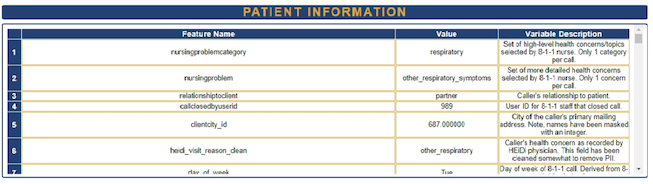 PATIENT INFORMATION
Feature Name Value Variable Description
1 nursingproblemcategory respiratory Set of high-level health concerns/topics
selected by 8-1-1 nurse. Only 1 category
per call.
2 nursingproblem other_respiratory_symptoms Set of more detailed health concerns
selected by 8-1-1 nurse. Only 1 concern
per call.
3 relationshiptoclient partner Caller's relationship to patient.
4 callclosedbyuserid 989 User ID for 8-1-1 staff that closed call.
5 clientcity_id 687.000000 City of the caller's primary mailing
address. Note, names have been masked
with an integer.
6 heidi_visit_reason_clean other_respiratory Caller's health concern as recorded by
HEiDi physician. This field has been
cleaned somewhat to remove PII.
7 day_of_week Tue Day of week of 8-1-1 call. Derived from 8-